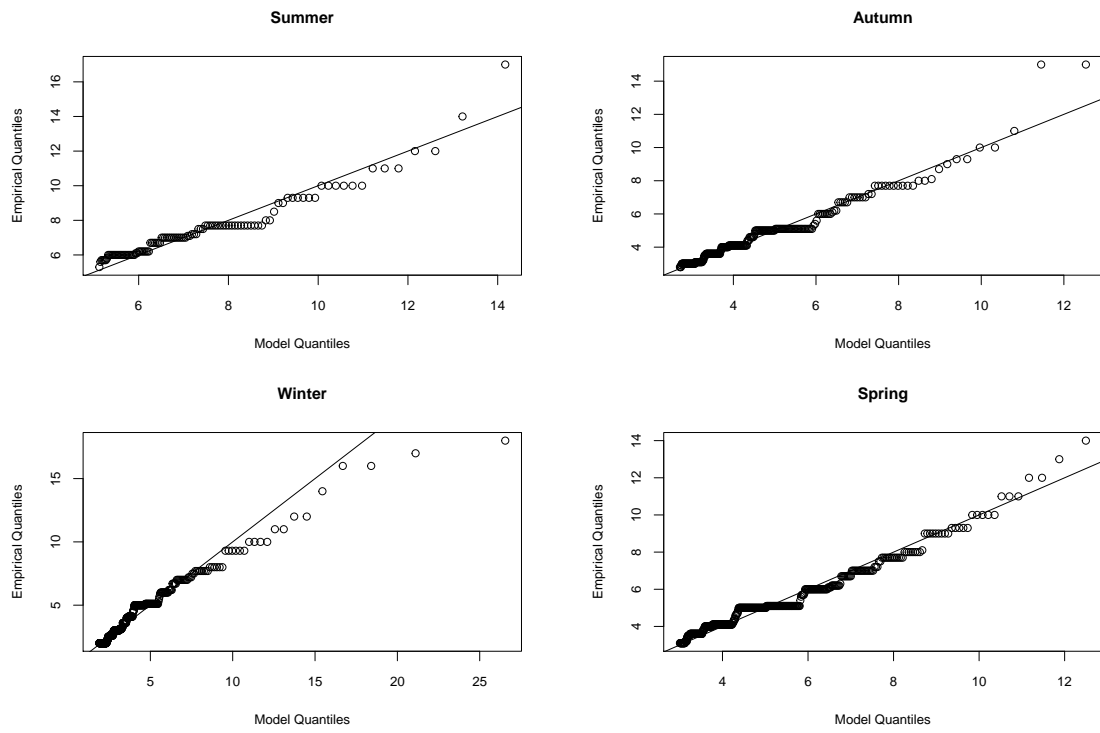 Summer
Empirical Quantiles
16
14
12
10
8
6
6 8 10 12 14
Model Quantiles
Autumn
Empirical Quantiles
14
12
10
8
6
4
4 6 8 10 12
Model Quantiles
Winter
Empirical Quantiles
15
10
5
5 10 15 20 25
Model Quantiles
Spring
Empirical Quantiles
14
12
10
8
6
4
4 6 8 10 12
Model Quantiles